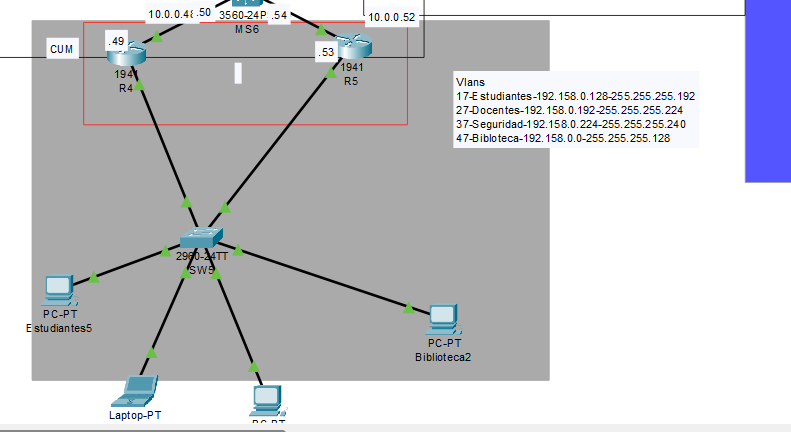 10.0.0.48
.50
3560-24P
.54
10.0.0.52
MS6
CUM
.49
.53
1941
R4
1941
R5
Vlans
17-Estudiantes-192.158.0.128-255.255.255.192
27-Docentes-192.158.0.192-255.255.255.224
37-Seguridad-192.158.0.224-255.255.255.240
47-Bibloteca-192.158.0.0-255.255.255.128
2960-24TT
SW5
PC-PT
Estudiantes5
PC-PT
Biblioteca2
Laptop-PT
PC-PT